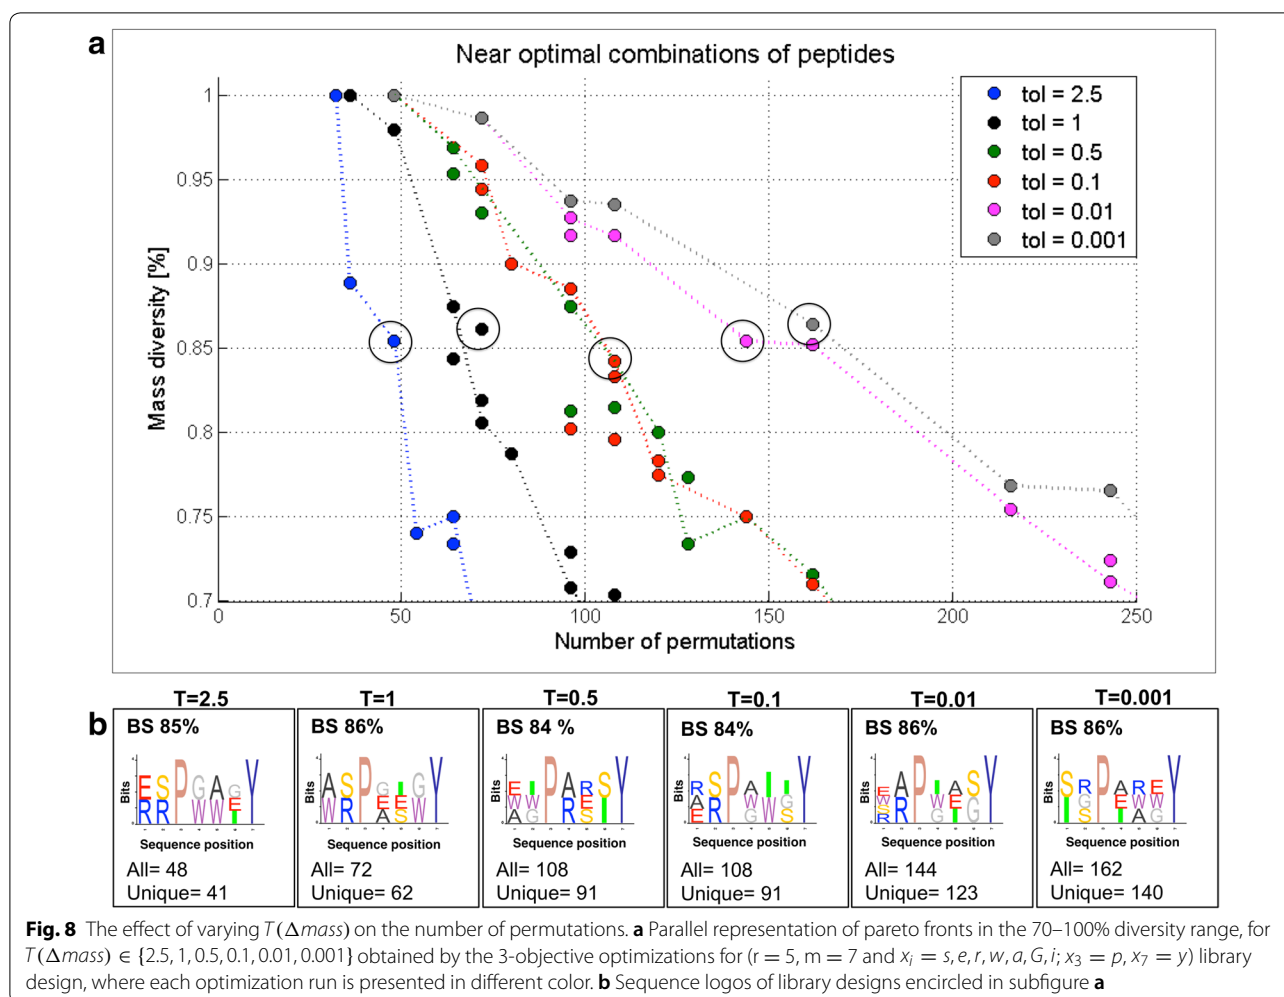 a
Near optimal combinations of peptides
tol = 2.5
tol = 1
tol = 0.5
tol = 0.1
tol = 0.01
tol = 0.001
Mass diversity [%]
1
0.95
0.9
0.85
0.8
0.75
0.7
0 50 100 150 200 250
Number of permutations
b
T=2.5 T=1 T=0.5 T=0.1 T=0.01 T=0.001
BS 85% BS 86% BS 84 % BS 84% BS 86% BS 86%
Bits Bits Bits Bits Bits Bits
Sequence position Sequence position Sequence position Sequence position Sequence position Sequence position
All= 48 All= 72 All= 108 All= 108 All= 144 All= 162
Unique= 41 Unique= 62 Unique= 91 Unique= 91 Unique= 123 Unique= 140
Fig. 8 The effect of varying T(Δmass) on the number of permutations. a Parallel representation of pareto fronts in the 70–100% diversity range, for
T(Δmass) ∈ {2.5, 1, 0.5, 0.1, 0.01, 0.001} obtained by the 3-objective optimizations for (r = 5, m = 7 and xᵢ = s, e, r, w, a, G, i; x₃ = p, x₇ = y) library
design, where each optimization run is presented in different color. b Sequence logos of library designs encircled in subfigure a